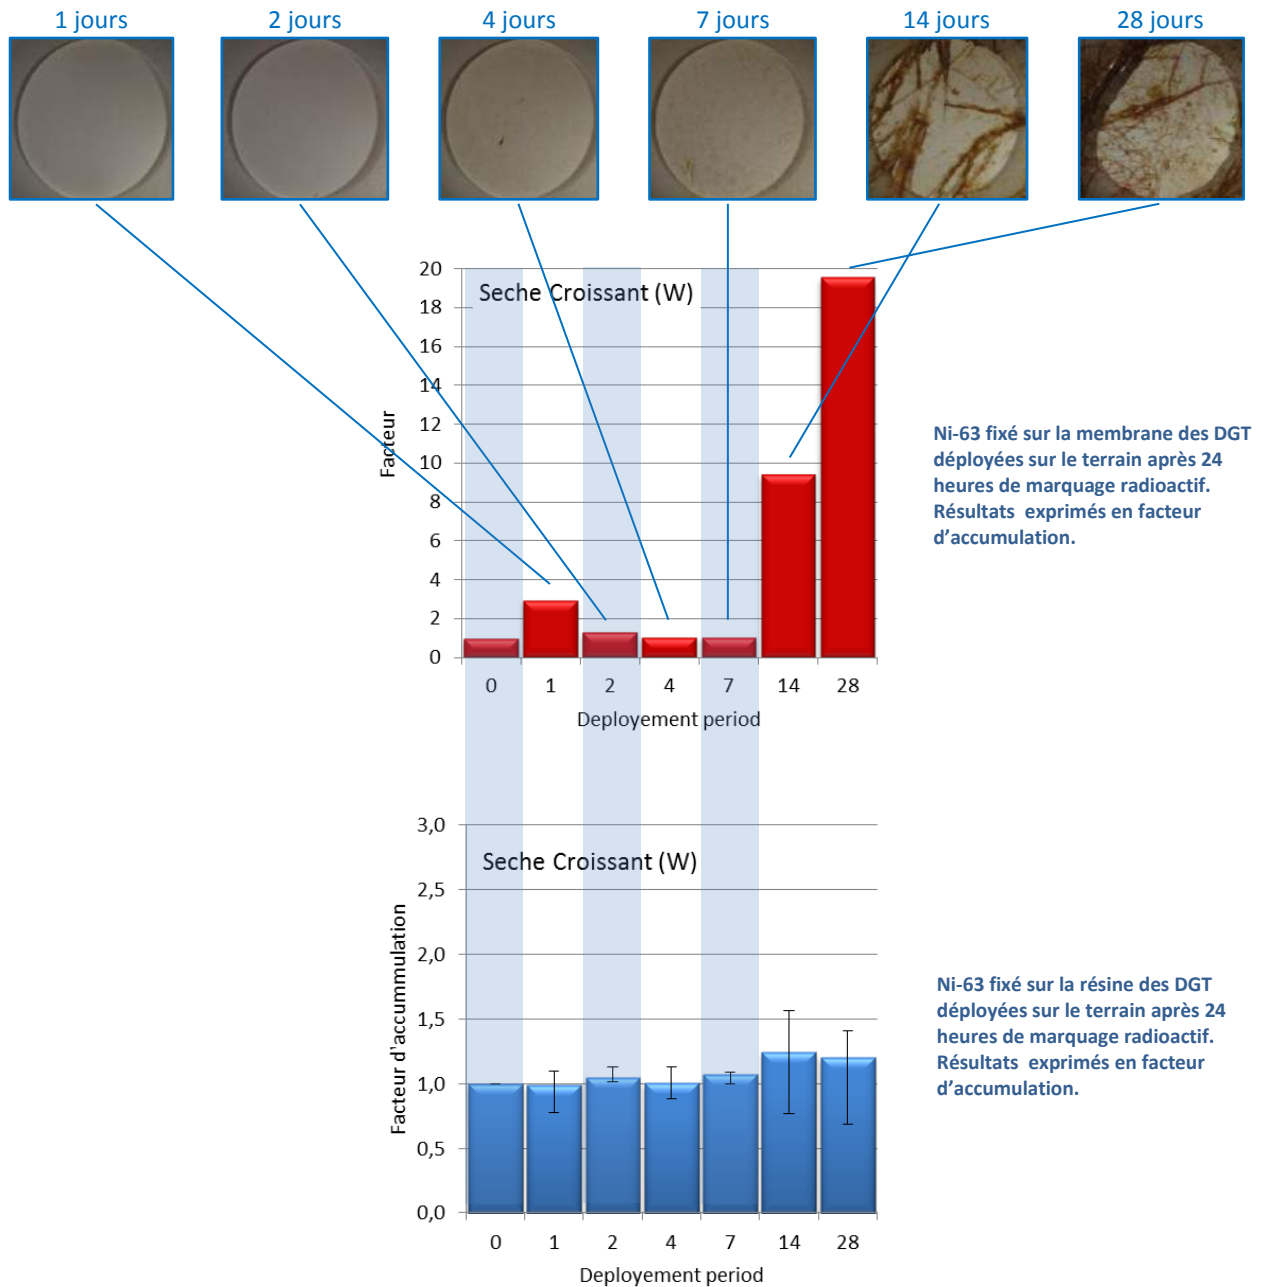 1 jours
2 jours
4 jours
7 jours
14 jours
28 jours
20
18
16
14
12
10
8
6
4
2
0
Facteur
Seche Croissant (W)
0 1 2 4 7 14 28
Deployement period
Ni-63 fixé sur la membrane des DGT
déployées sur le terrain après 24
heures de marquage radioactif.
Résultats exprimés en facteur
d'accumulation.
3,0
2,5
2,0
1,5
1,0
0,5
0,0
Facteur d'accummulation
Seche Croissant (W)
0 1 2 4 7 14 28
Deployement period
Ni-63 fixé sur la résine des DGT
déployées sur le terrain après 24
heures de marquage radioactif.
Résultats exprimés en facteur
d'accumulation.